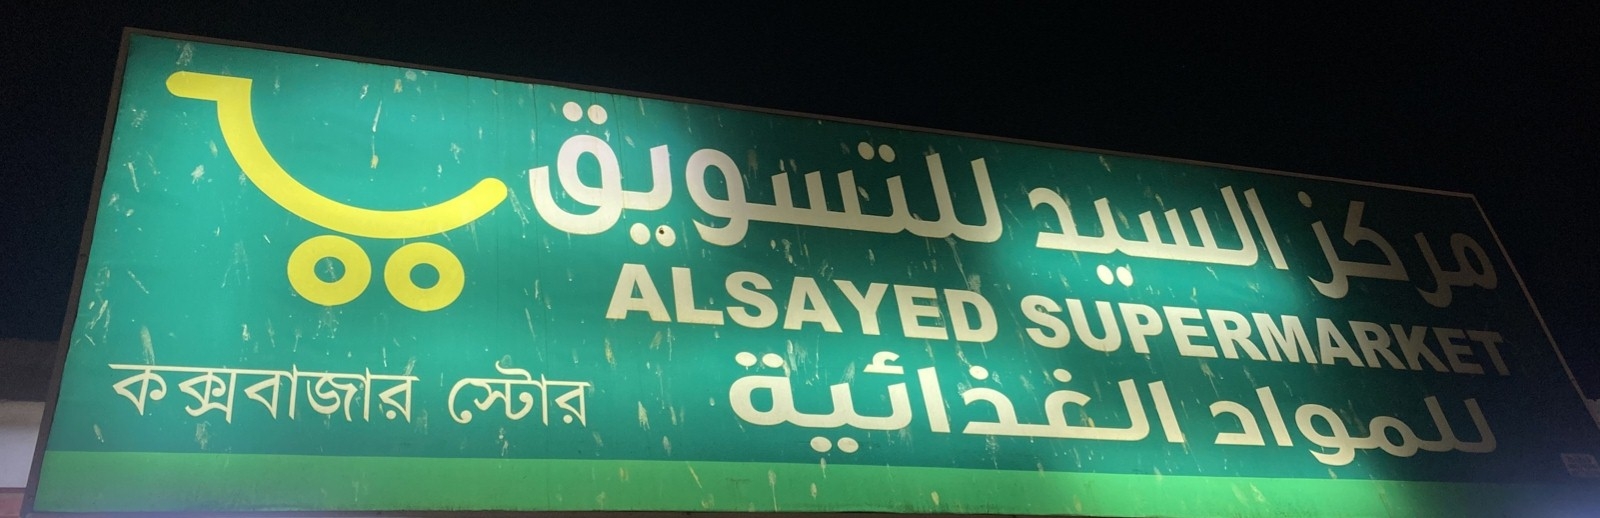 مركز السيد للتسويق
ALSAYED SUPERMARKET
للمواد الغذائية
কক্সবাজার স্টোর